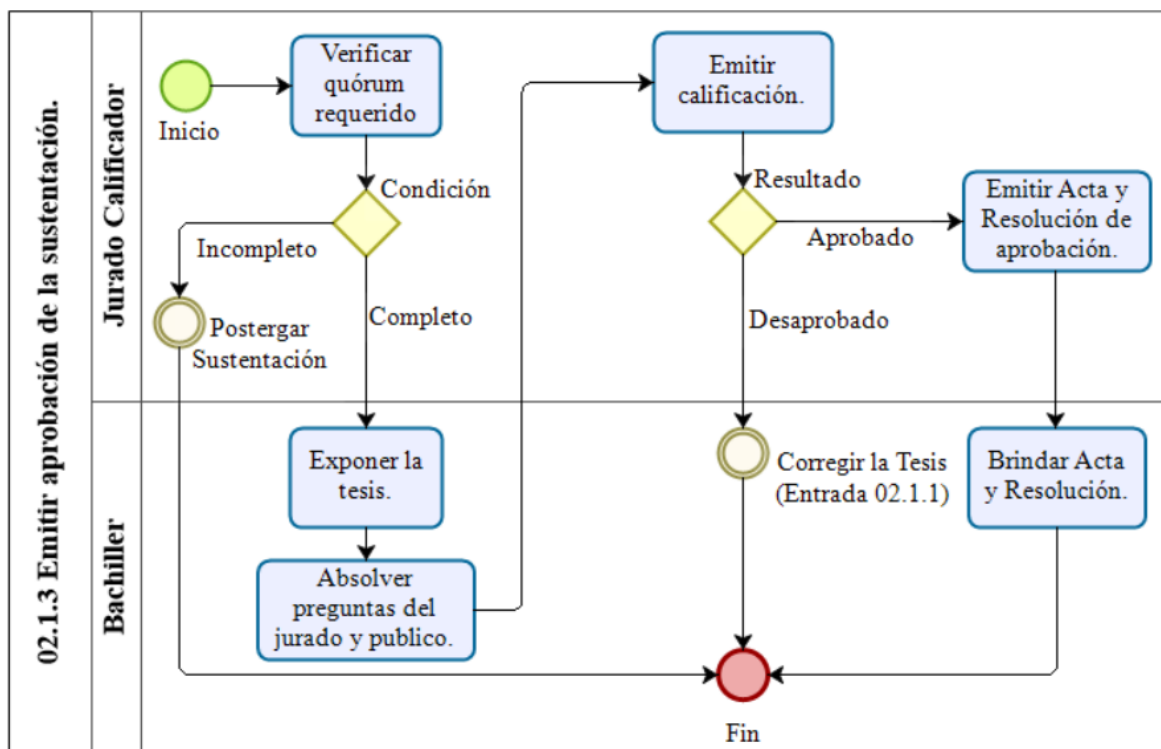 02.1.3 Emitir aprobación de la sustentación.
Jurado Calificador
Bachiller
Inicio
Verificar
quórum
requerido
Condición
Incompleto
Completo
Postergar
Sustentación
Exponer la
tesis.
Absolver
preguntas del
jurado y publico.
Emitir
calificación.
Resultado
Aprobado
Desaprobado
Emitir Acta y
Resolución de
aprobación.
Corregir la Tesis
(Entrada 02.1.1)
Brindar Acta
y Resolución.
Fin